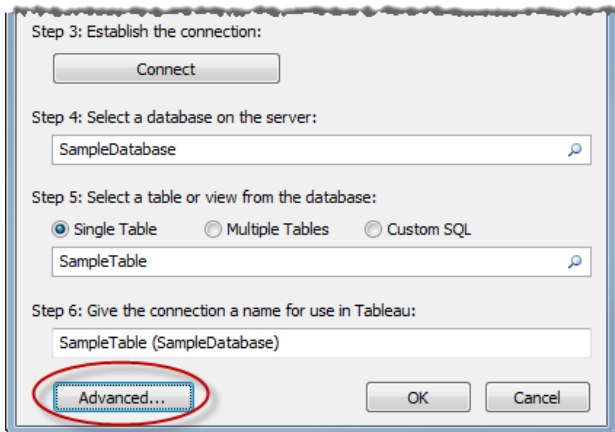 Step 3: Establish the connection:
Connect
Step 4: Select a database on the server:
SampleDatabase
Step 5: Select a table or view from the database:
Single Table Multiple Tables Custom SQL
SampleTable
Step 6: Give the connection a name for use in Tableau:
SampleTable (SampleDatabase)
Advanced... OK Cancel